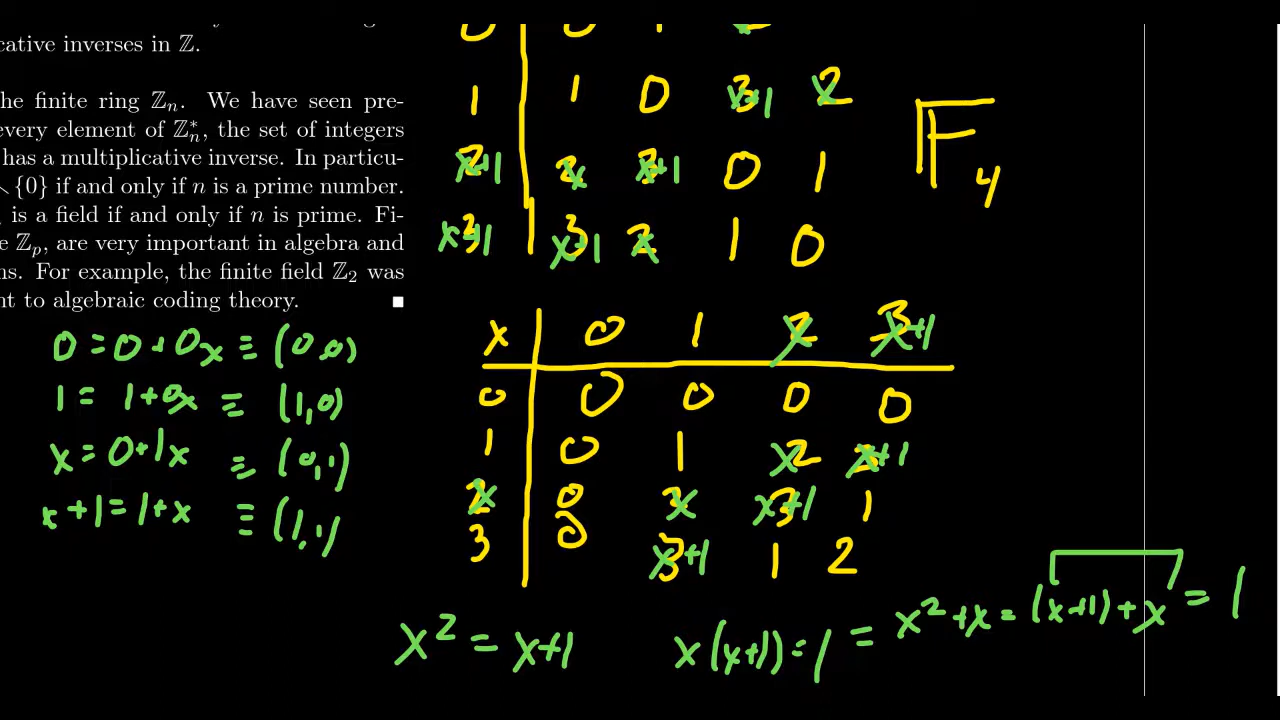 cative inverses in ℤ.
he finite ring ℤₙ. We have seen pre-
every element of ℤₙ*, the set of integers
has a multiplicative inverse. In particu-
∖{0} if and only if n is a prime number.
is a field if and only if n is prime. Fi-
e ℤₚ, are very important in algebra and
ns. For example, the finite field ℤ₂ was
nt to algebraic coding theory. ■
0 = 0 + 0x ≡ (0,0)
1 = 1 + 0x ≡ (1,0)
x = 0 + 1x ≡ (0,1)
x + 1 = 1 + x ≡ (1,1)
1 1 0 x+1 x
x+1 x x+1 0 1
x+1 x+1 x 1 0
𝔽₄
x 0 1 x x+1
0 0 0 0 0
1 0 1 x 2 x+1
x 0 x x+1 1
3 0 x+1 1 2
x² = x+1
x(x+1) = 1 = x² + x = (x+1) + x = 1